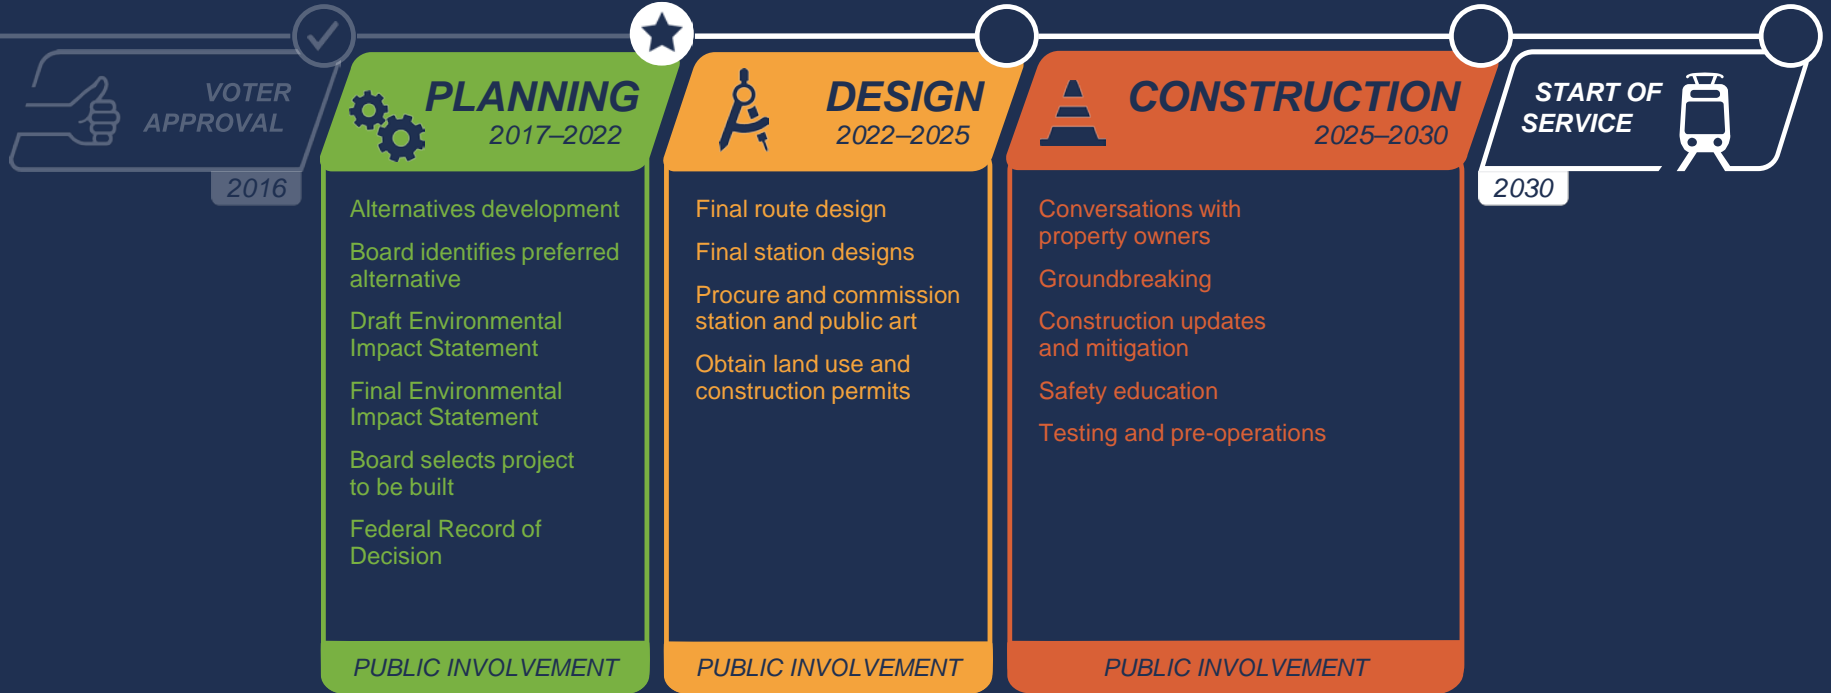 VOTER
APPROVAL
2016
PLANNING
2017–2022
Alternatives development
Board identifies preferred
alternative
Draft Environmental
Impact Statement
Final Environmental
Impact Statement
Board selects project
to be built
Federal Record of
Decision
PUBLIC INVOLVEMENT
DESIGN
2022–2025
Final route design
Final station designs
Procure and commission
station and public art
Obtain land use and
construction permits
PUBLIC INVOLVEMENT
CONSTRUCTION
2025–2030
Conversations with
property owners
Groundbreaking
Construction updates
and mitigation
Safety education
Testing and pre-operations
PUBLIC INVOLVEMENT
START OF
SERVICE
2030